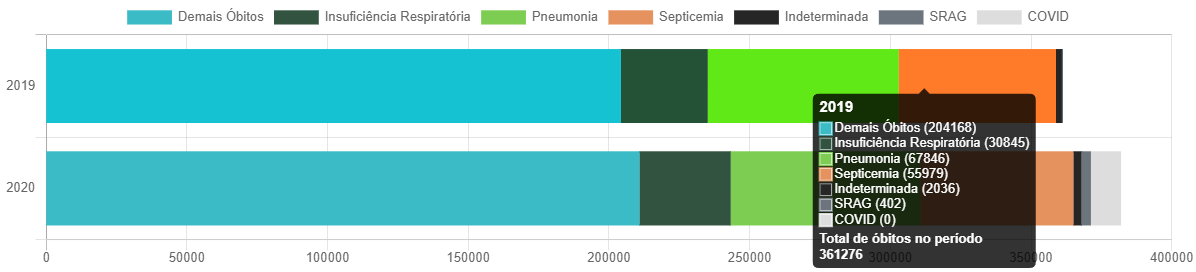 Demais Óbitos Insuficiência Respiratória Pneumonia Septicemia Indeterminada SRAG COVID
2019
2019
Demais Óbitos (204168)
Insuficiência Respiratória (30845)
Pneumonia (67846)
Septicemia (55979)
Indeterminada (2036)
SRAG (402)
COVID (0)
Total de óbitos no período
361276
2020
0 50000 100000 150000 200000 250000 300000 350000 400000